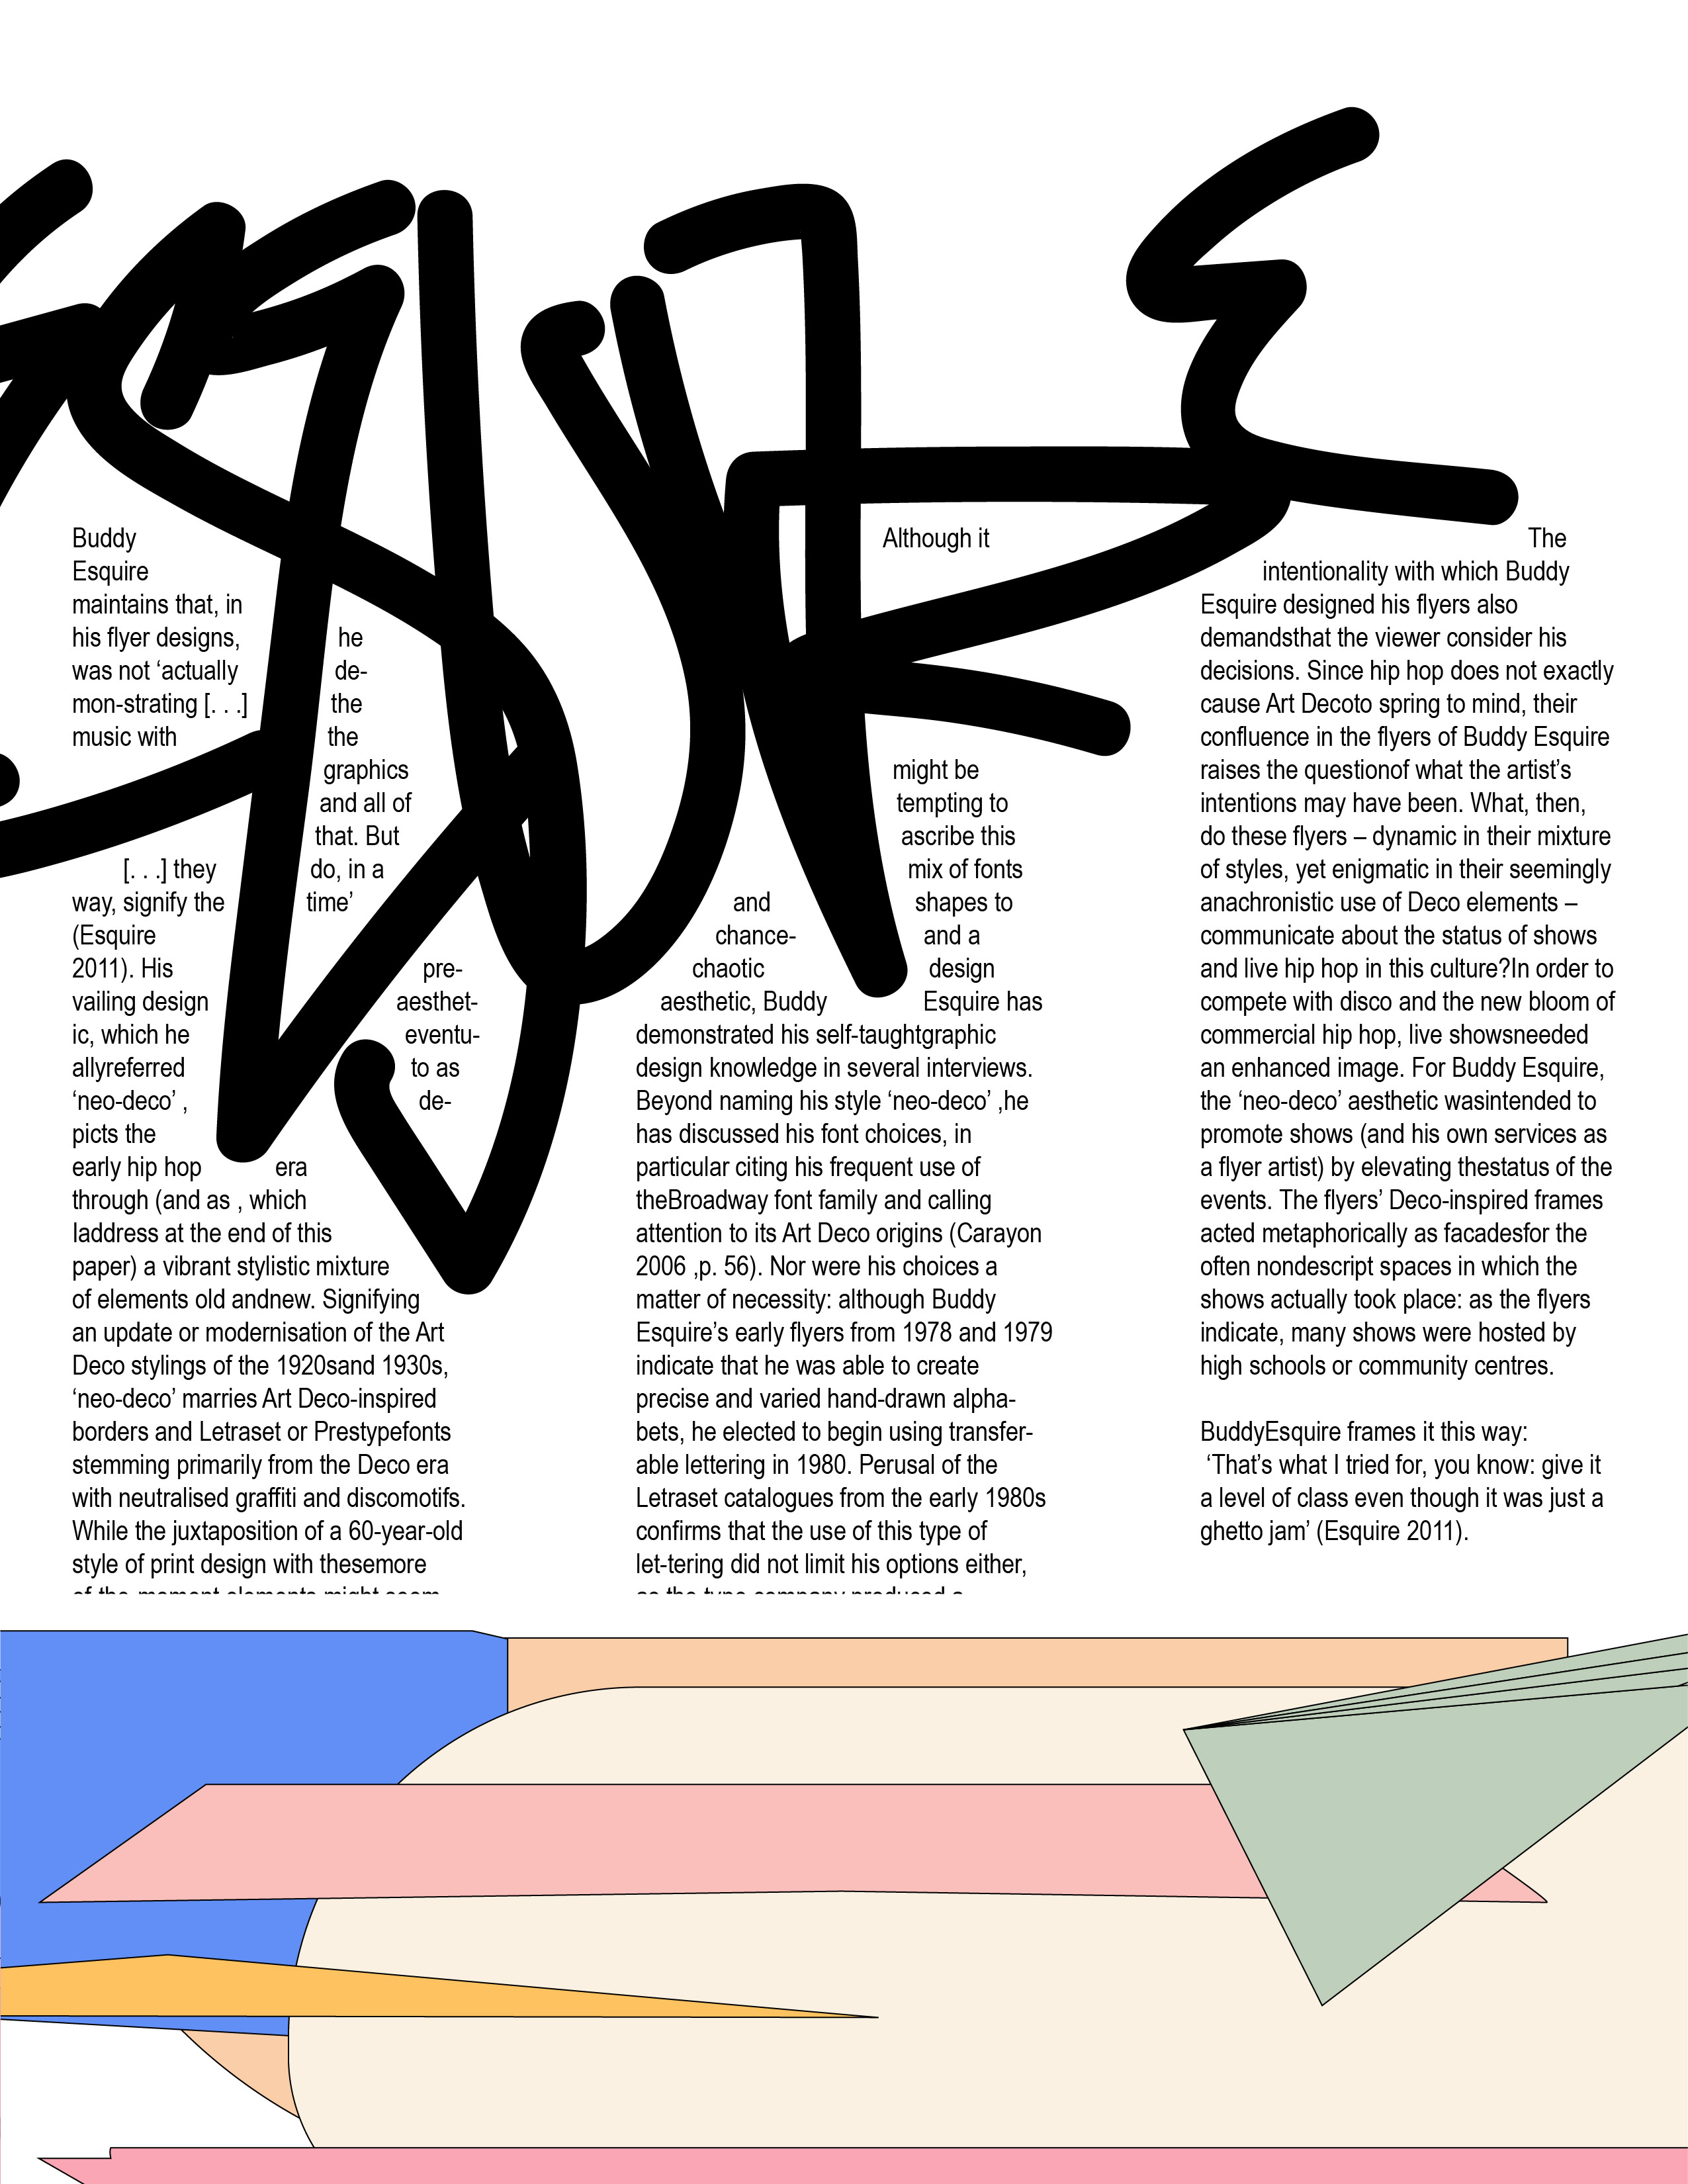 Buddy
Esquire
maintains that, in
his flyer designs, he
was not ‘actually de-
mon-strating [. . .] the
music with the
graphics
and all of
that. But
[. . .] they do, in a
way, signify the time’
(Esquire
2011). His pre-
vailing design aesthet-
ic, which he eventu-
allyreferred to as
‘neo-deco’ , de-
picts the
early hip hop era
through (and as , which
Iaddress at the end of this
paper) a vibrant stylistic mixture
of elements old andnew. Signifying
an update or modernisation of the Art
Deco stylings of the 1920sand 1930s,
‘neo-deco’ marries Art Deco-inspired
borders and Letraset or Prestypefonts
stemming primarily from the Deco era
with neutralised graffiti and discomotifs.
While the juxtaposition of a 60-year-old
style of print design with thesemore
of-the-moment elements might seem
Although it
might be
tempting to
ascribe this
mix of fonts
and shapes to
chance- and a
chaotic design
aesthetic, Buddy Esquire has
demonstrated his self-taughtgraphic
design knowledge in several interviews.
Beyond naming his style ‘neo-deco’ ,he
has discussed his font choices, in
particular citing his frequent use of
theBroadway font family and calling
attention to its Art Deco origins (Carayon
2006 ,p. 56). Nor were his choices a
matter of necessity: although Buddy
Esquire’s early flyers from 1978 and 1979
indicate that he was able to create
precise and varied hand-drawn alpha-
bets, he elected to begin using transfer-
able lettering in 1980. Perusal of the
Letraset catalogues from the early 1980s
confirms that the use of this type of
let-tering did not limit his options either,
as the type company produced a
The
intentionality with which Buddy
Esquire designed his flyers also
demandsthat the viewer consider his
decisions. Since hip hop does not exactly
cause Art Decoto spring to mind, their
confluence in the flyers of Buddy Esquire
raises the questionof what the artist’s
intentions may have been. What, then,
do these flyers – dynamic in their mixture
of styles, yet enigmatic in their seemingly
anachronistic use of Deco elements –
communicate about the status of shows
and live hip hop in this culture?In order to
compete with disco and the new bloom of
commercial hip hop, live showsneeded
an enhanced image. For Buddy Esquire,
the ‘neo-deco’ aesthetic wasintended to
promote shows (and his own services as
a flyer artist) by elevating thestatus of the
events. The flyers’ Deco-inspired frames
acted metaphorically as facadesfor the
often nondescript spaces in which the
shows actually took place: as the flyers
indicate, many shows were hosted by
high schools or community centres.
BuddyEsquire frames it this way:
‘That’s what I tried for, you know: give it
a level of class even though it was just a
ghetto jam’ (Esquire 2011).